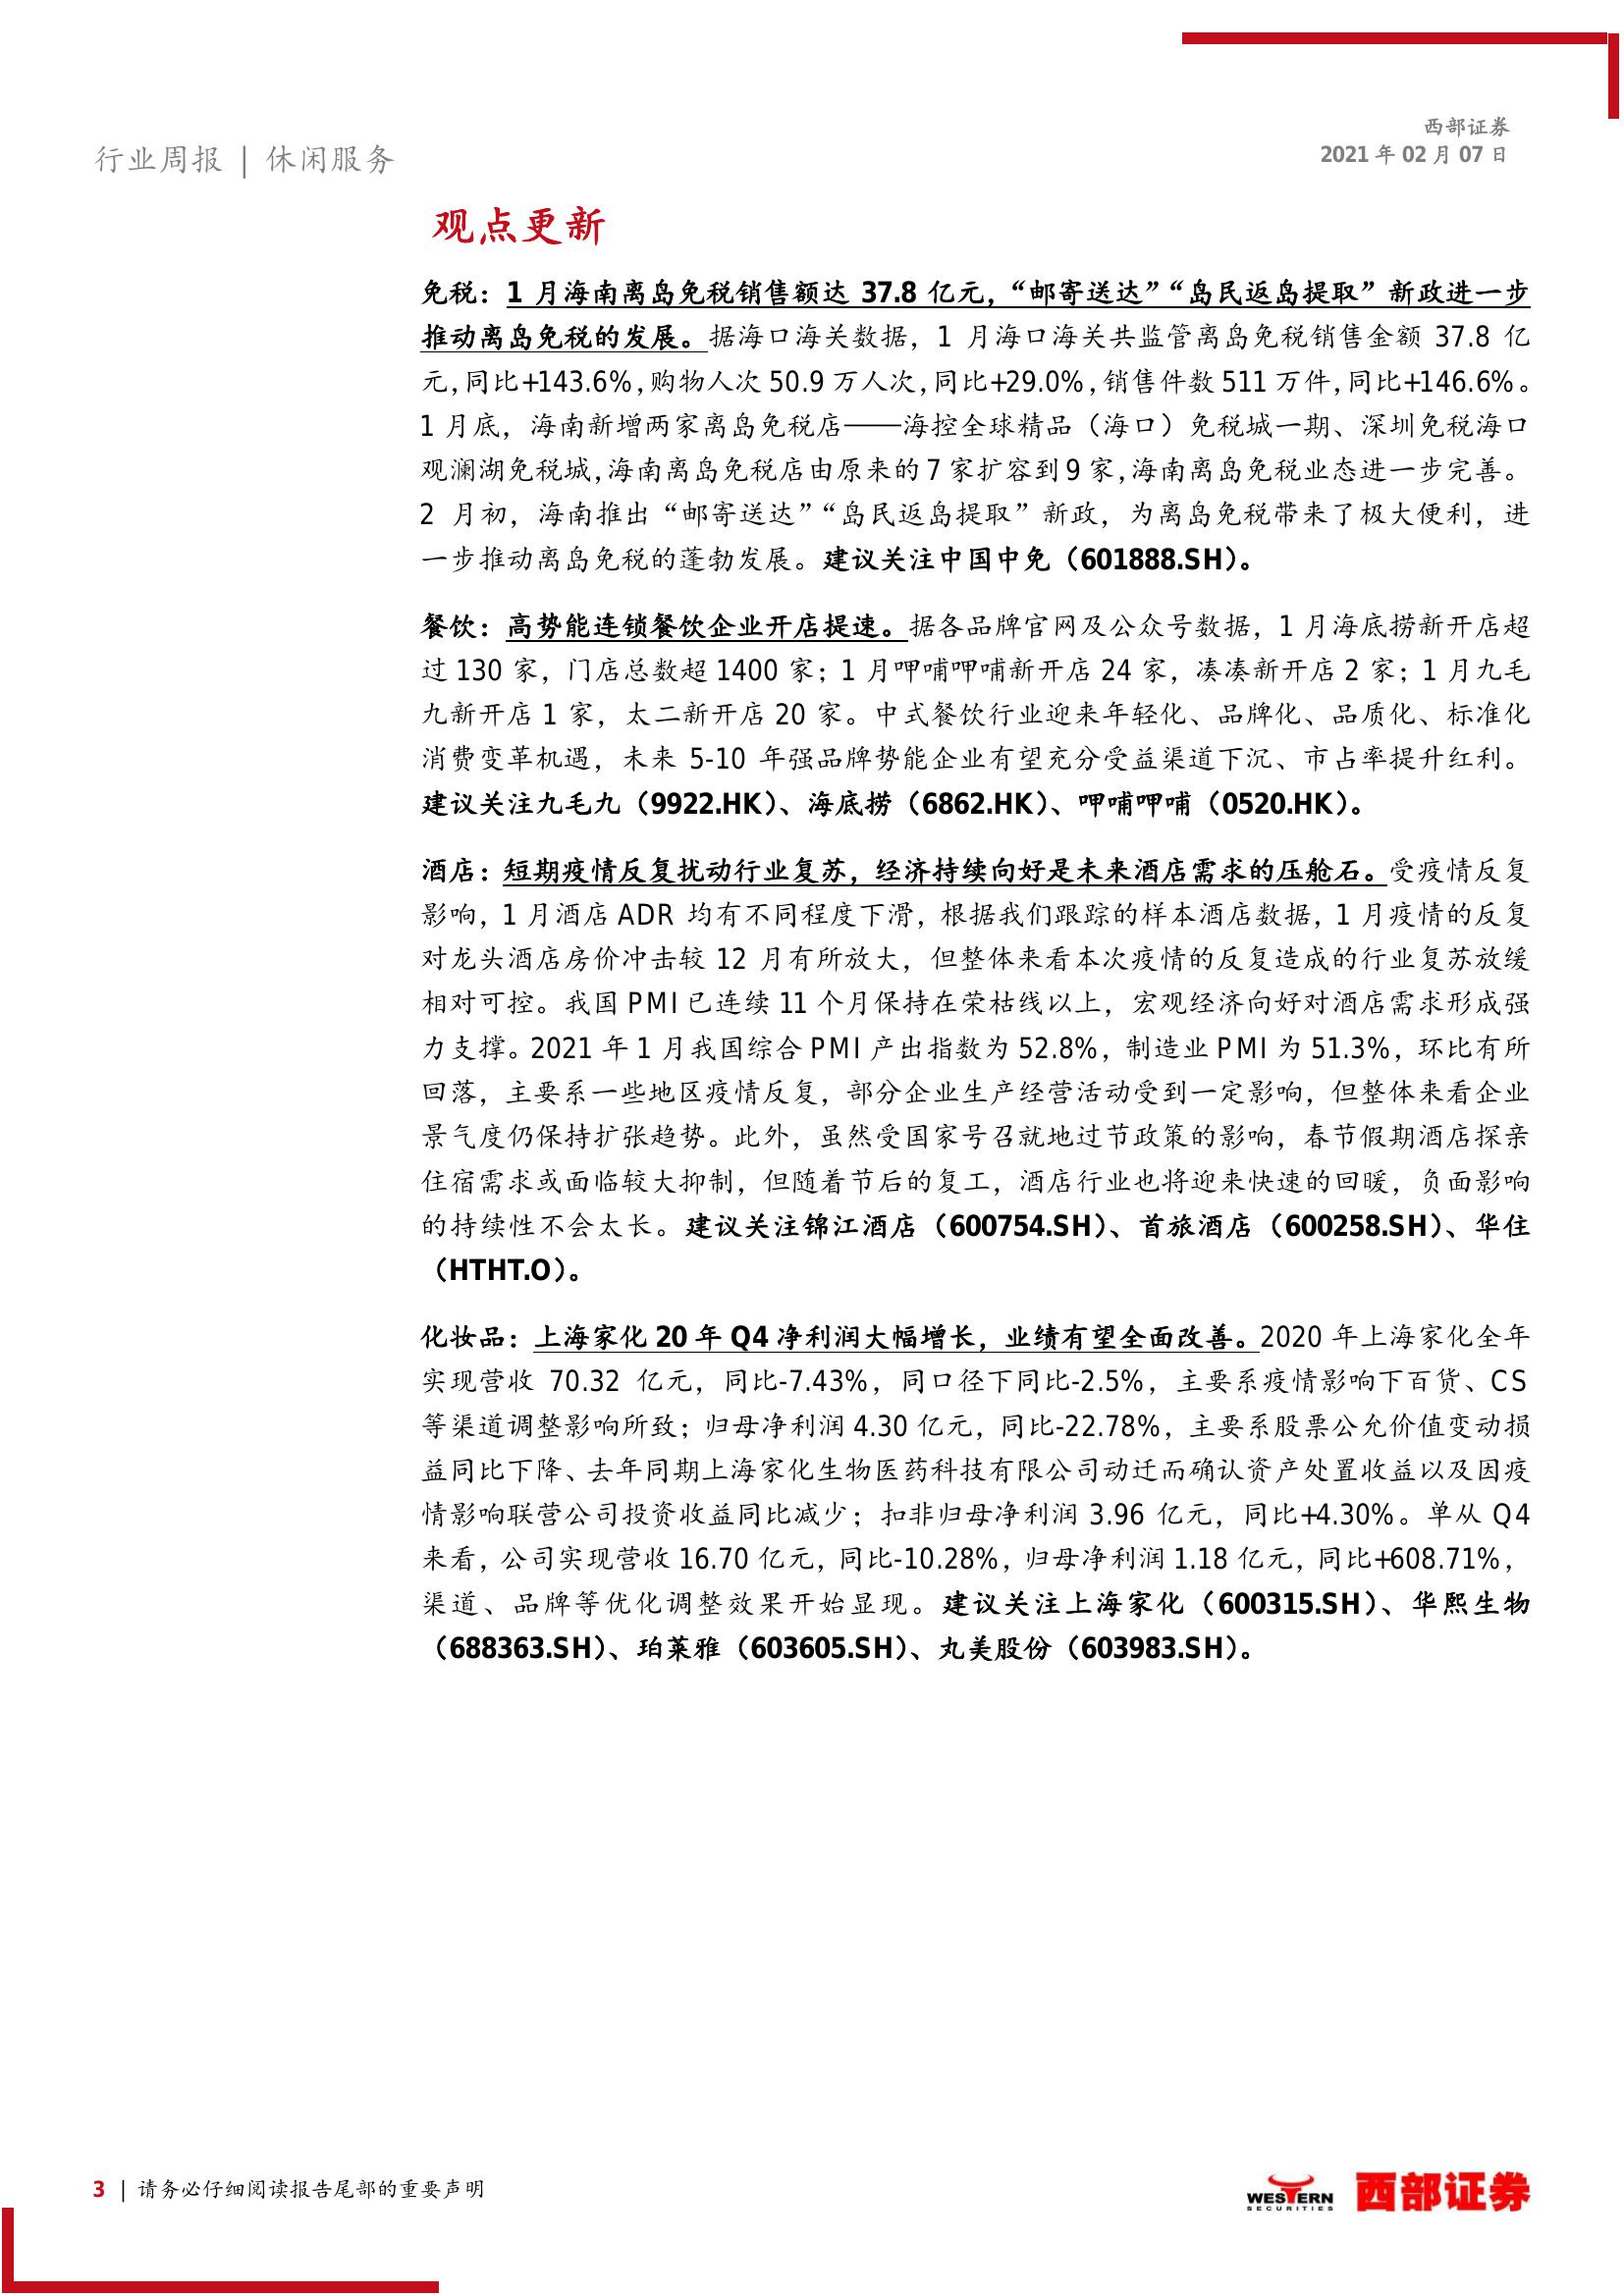 西部证券
行业周报 | 休闲服务
2021 年 02 月 07 日
观点更新
免税：1 月海南离岛免税销售额达 37.8 亿元，“邮寄送达”“岛民返岛提取”新政进一步
推动离岛免税的发展。据海口海关数据，1 月海口海关共监管离岛免税销售金额 37.8 亿
元，同比+143.6%，购物人次 50.9 万人次，同比+29.0%，销售件数 511 万件，同比+146.6%。
1 月底，海南新增两家离岛免税店——海控全球精品（海口）免税城一期、深圳免税海口
观澜湖免税城，海南离岛免税店由原来的 7 家扩容到 9 家，海南离岛免税业态进一步完善。
2 月初，海南推出“邮寄送达”“岛民返岛提取”新政，为离岛免税带来了极大便利，进
一步推动离岛免税的蓬勃发展。建议关注中国中免（601888.SH）。
餐饮：高势能连锁餐饮企业开店提速。据各品牌官网及公众号数据，1 月海底捞新开店超
过 130 家，门店总数超 1400 家；1 月呷哺呷哺新开店 24 家，凑凑新开店 2 家；1 月九毛
九新开店 1 家，太二新开店 20 家。中式餐饮行业迎来年轻化、品牌化、品质化、标准化
消费变革机遇，未来 5-10 年强品牌势能企业有望充分受益渠道下沉、市占率提升红利。
建议关注九毛九（9922.HK）、海底捞（6862.HK）、呷哺呷哺（0520.HK）。
酒店：短期疫情反复扰动行业复苏，经济持续向好是未来酒店需求的压舱石。受疫情反复
影响，1 月酒店 ADR 均有不同程度下滑，根据我们跟踪的样本酒店数据，1 月疫情的反复
对龙头酒店房价冲击较 12 月有所放大，但整体来看本次疫情的反复造成的行业复苏放缓
相对可控。我国 PMI 已连续 11 个月保持在荣枯线以上，宏观经济向好对酒店需求形成强
力支撑。2021 年 1 月我国综合 PMI 产出指数为 52.8%，制造业 PMI 为 51.3%，环比有所
回落，主要系一些地区疫情反复，部分企业生产经营活动受到一定影响，但整体来看企业
景气度仍保持扩张趋势。此外，虽然受国家号召就地过节政策的影响，春节假期酒店探亲
住宿需求或面临较大抑制，但随着节后的复工，酒店行业也将迎来快速的回暖，负面影响
的持续性不会太长。建议关注锦江酒店（600754.SH）、首旅酒店（600258.SH）、华住
（HTHT.O）。
化妆品：上海家化 20 年 Q4 净利润大幅增长，业绩有望全面改善。2020 年上海家化全年
实现营收 70.32 亿元，同比-7.43%，同口径下同比-2.5%，主要系疫情影响下百货、CS
等渠道调整影响所致；归母净利润 4.30 亿元，同比-22.78%，主要系股票公允价值变动损
益同比下降、去年同期上海家化生物医药科技有限公司动迁而确认资产处置收益以及因疫
情影响联营公司投资收益同比减少；扣非归母净利润 3.96 亿元，同比+4.30%。单从 Q4
来看，公司实现营收 16.70 亿元，同比-10.28%，归母净利润 1.18 亿元，同比+608.71%，
渠道、品牌等优化调整效果开始显现。建议关注上海家化（600315.SH）、华熙生物
（688363.SH）、珀莱雅（603605.SH）、丸美股份（603983.SH）。
3 | 请务必仔细阅读报告尾部的重要声明
WESTERN
SECURITIES
西部证券